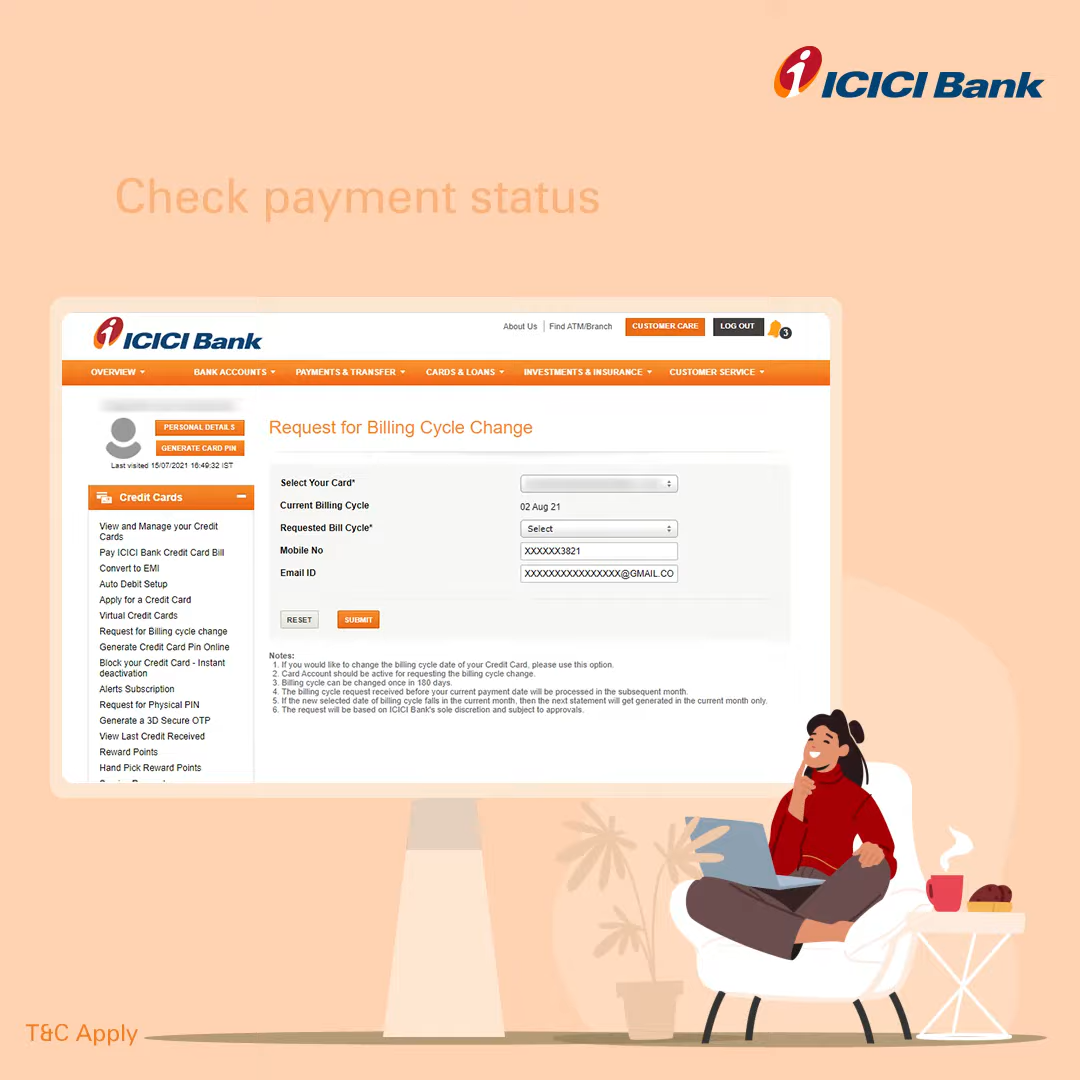 ICICI Bank
Check payment status
ICICI Bank
About Us
Find ATM/Branch
CUSTOMER CARE
LOG OUT
3
OVERVIEW
BANK ACCOUNTS
PAYMENTS & TRANSFER
CARDS & LOANS
INVESTMENTS & INSURANCE
CUSTOMER SERVICE
PERSONAL DETAILS
GENERATE CARD PIN
Last visited 15/07/2021 16:49:32 IST
Credit Cards
View and Manage your Credit
Cards
Pay ICICI Bank Credit Card Bill
Convert to EMI
Auto Debit Setup
Apply for a Credit Card
Virtual Credit Cards
Request for Billing cycle change
Generate Credit Card Pin Online
Block your Credit Card - Instant
deactivation
Alerts Subscription
Request for Physical PIN
Generate a 3D Secure OTP
View Last Credit Received
Reward Points
Hand Pick Reward Points
Request for Billing Cycle Change
Select Your Card*
Current Billing Cycle 02 Aug 21
Requested Bill Cycle* Select
Mobile No XXXXXX3821
Email ID XXXXXXXXXXXXXXXX@GMAIL.CO
RESET SUBMIT
Notes:
1. If you would like to change the billing cycle date of your Credit Card, please use this option.
2. Card Account should be active for requesting the billing cycle change.
3. Billing cycle can be changed once in 180 days.
4. The billing cycle request received before your current payment date will be processed in the subsequent month.
5. If the new selected date of billing cycle falls in the current month, then the next statement will get generated in the current month only.
6. The request will be based on ICICI Bank's sole discretion and subject to approvals.
T&C Apply